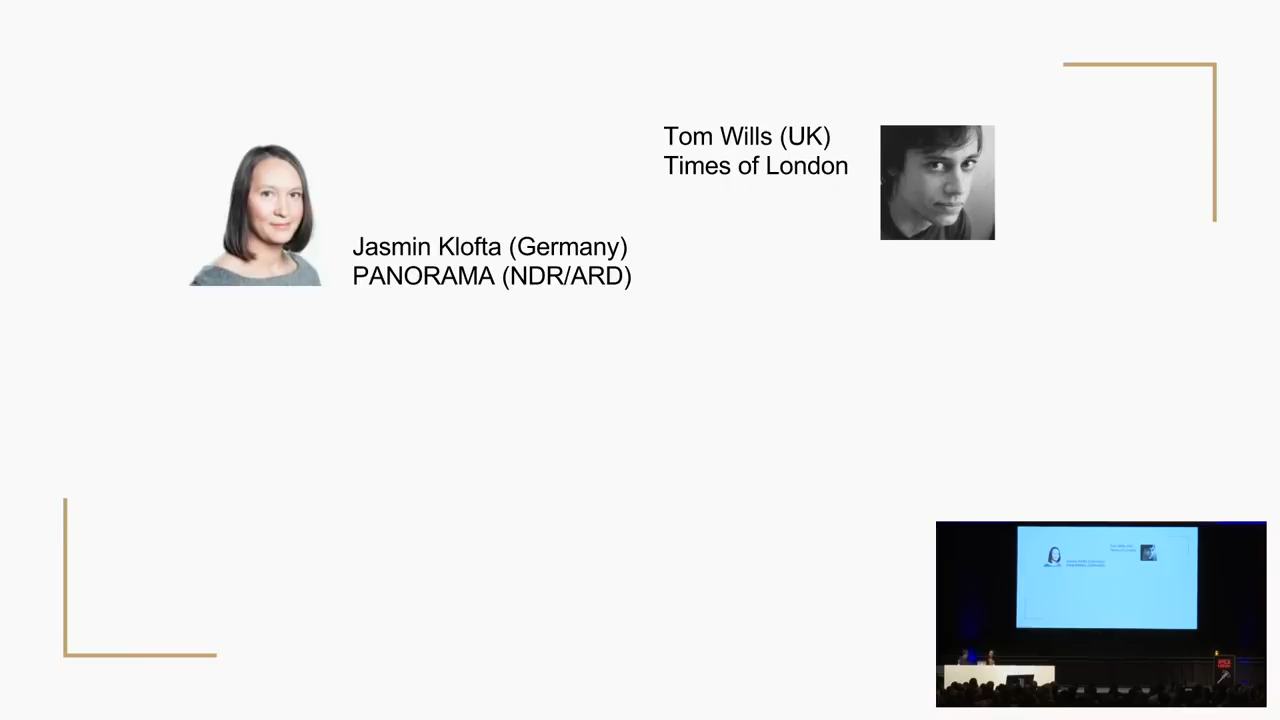 Tom Wills (UK)
Times of London
Jasmin Klofta (Germany)
PANORAMA (NDR/ARD)